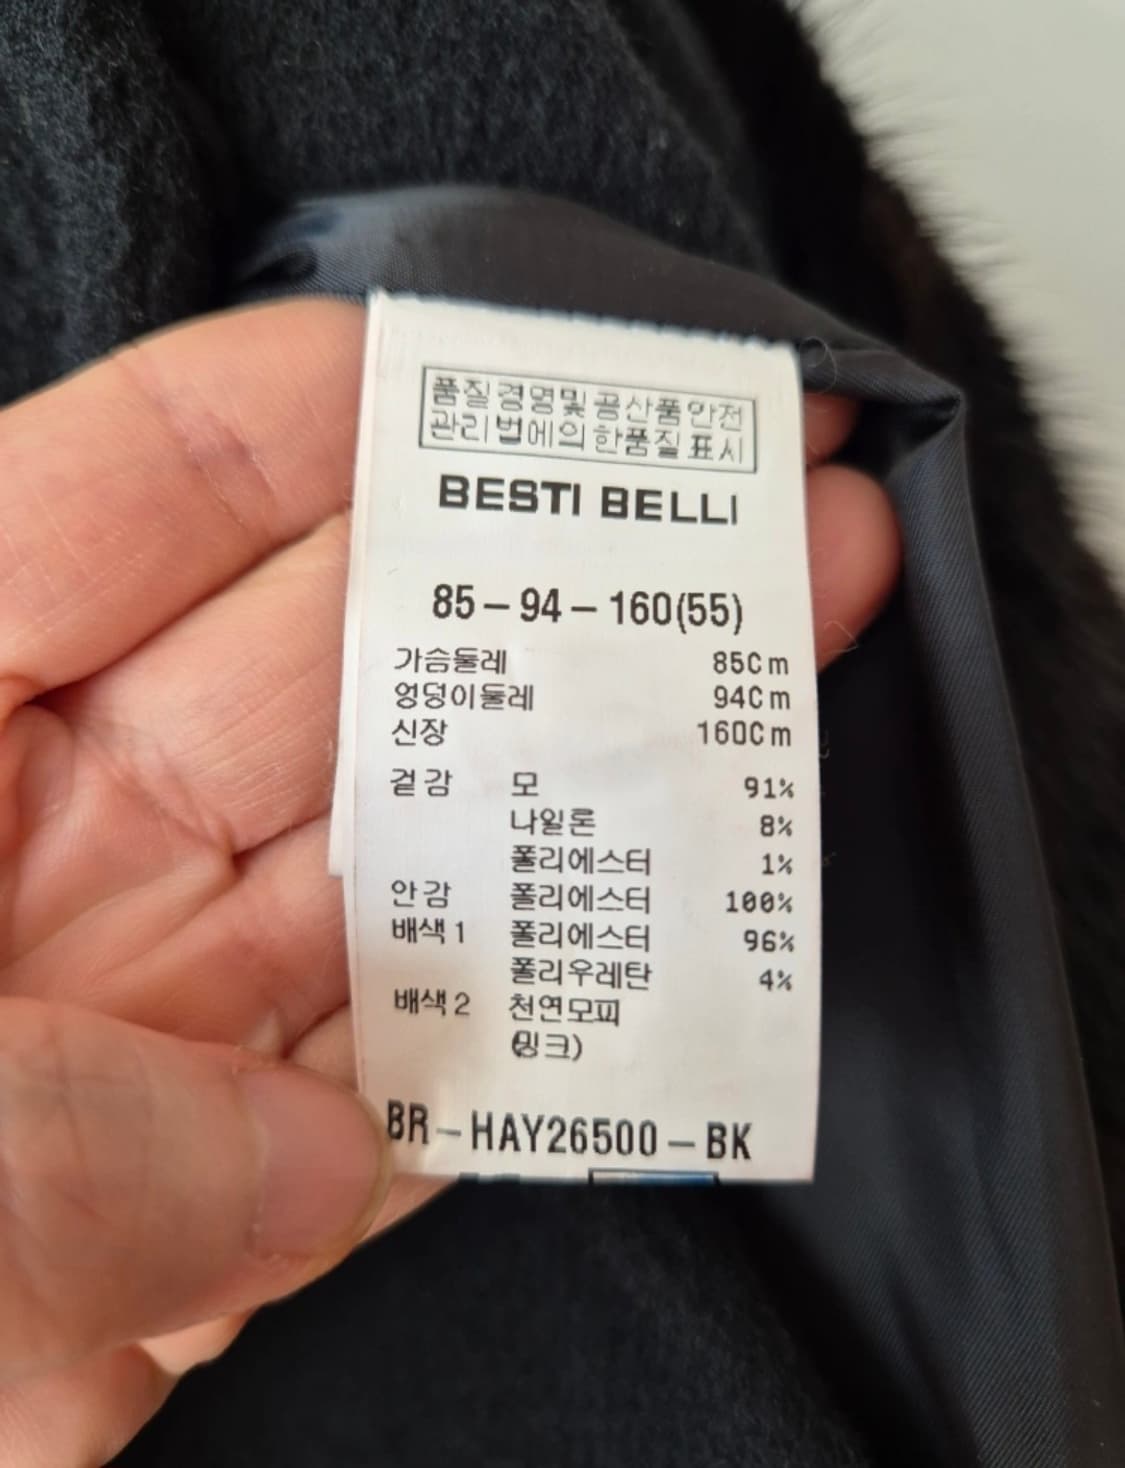 품질경영및 공산품안전
관리법에의한품질표시
BESTI BELLI
85 – 94 – 160(55)
가슴둘레 85Cm
엉덩이둘레 94Cm
신장 160Cm
겉감 모 91%
나일론 8%
폴리에스터 1%
안감 폴리에스터 100%
배색1 폴리에스터 96%
폴리우레탄 4%
배색2 천연모피
(밍크)
BR – HAY26500 – BK